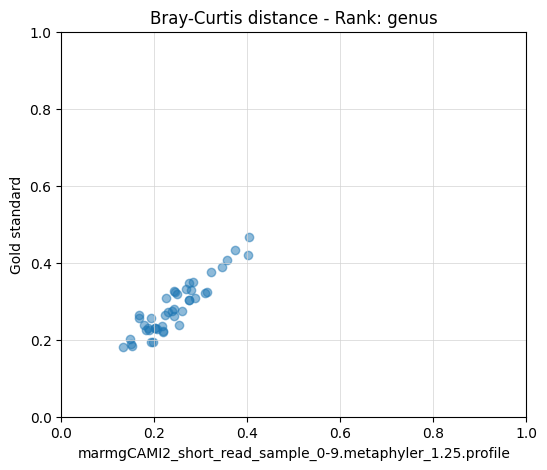 Bray-Curtis distance - Rank: genus
1.0
0.8
0.6
0.4
0.2
0.0
Gold standard
0.0 0.2 0.4 0.6 0.8 1.0
marmgCAMI2_short_read_sample_0-9.metaphyler_1.25.profile